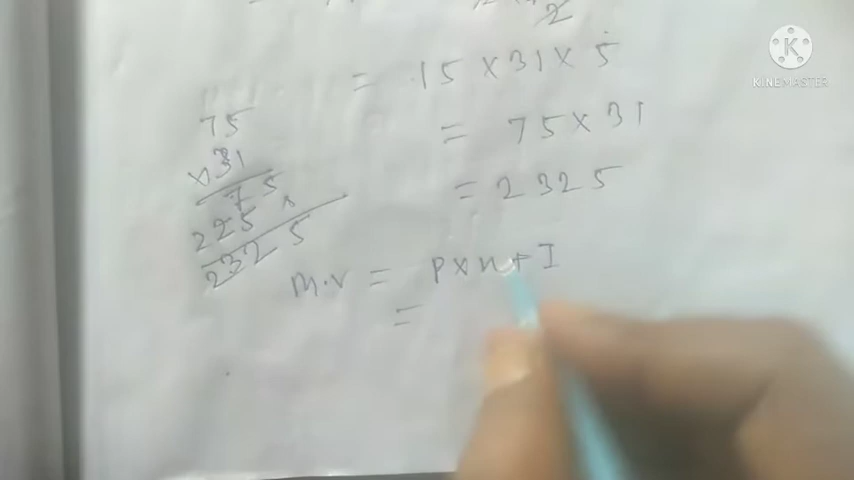 = 15 × 31 × 5
= 75 × 31
= 2325
75
×31
75
225×
2325
M.V = P×n+I
=
K
KINEMASTER